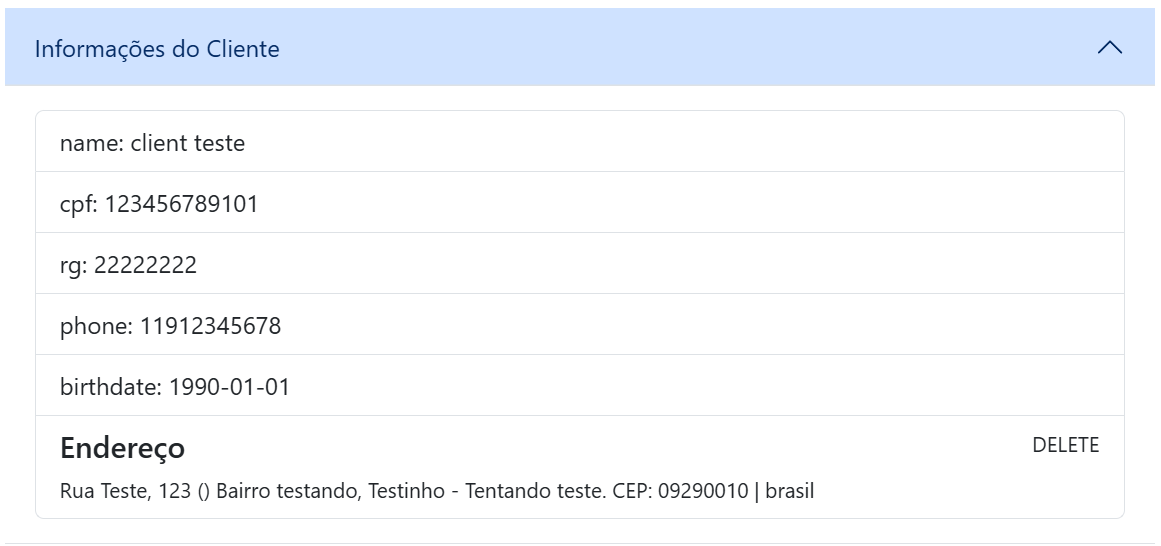 Informações do Cliente
name: client teste
cpf: 123456789101
rg: 22222222
phone: 11912345678
birthdate: 1990-01-01
Endereço
DELETE
Rua Teste, 123 () Bairro testando, Testinho - Tentando teste. CEP: 09290010 | brasil